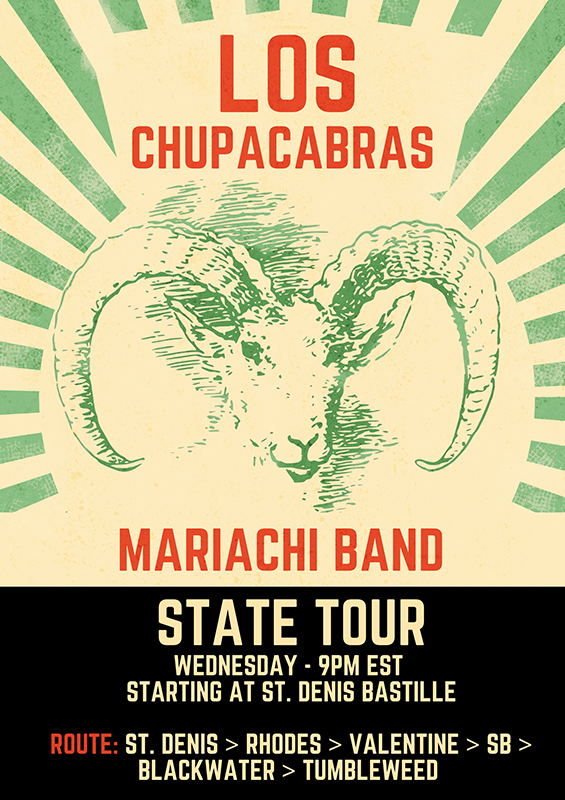 LOS
CHUPACABRAS
MARIACHI BAND
STATE TOUR
WEDNESDAY - 9PM EST
STARTING AT ST. DENIS BASTILLE
ROUTE: ST. DENIS > RHODES > VALENTINE > SB >
BLACKWATER > TUMBLEWEED